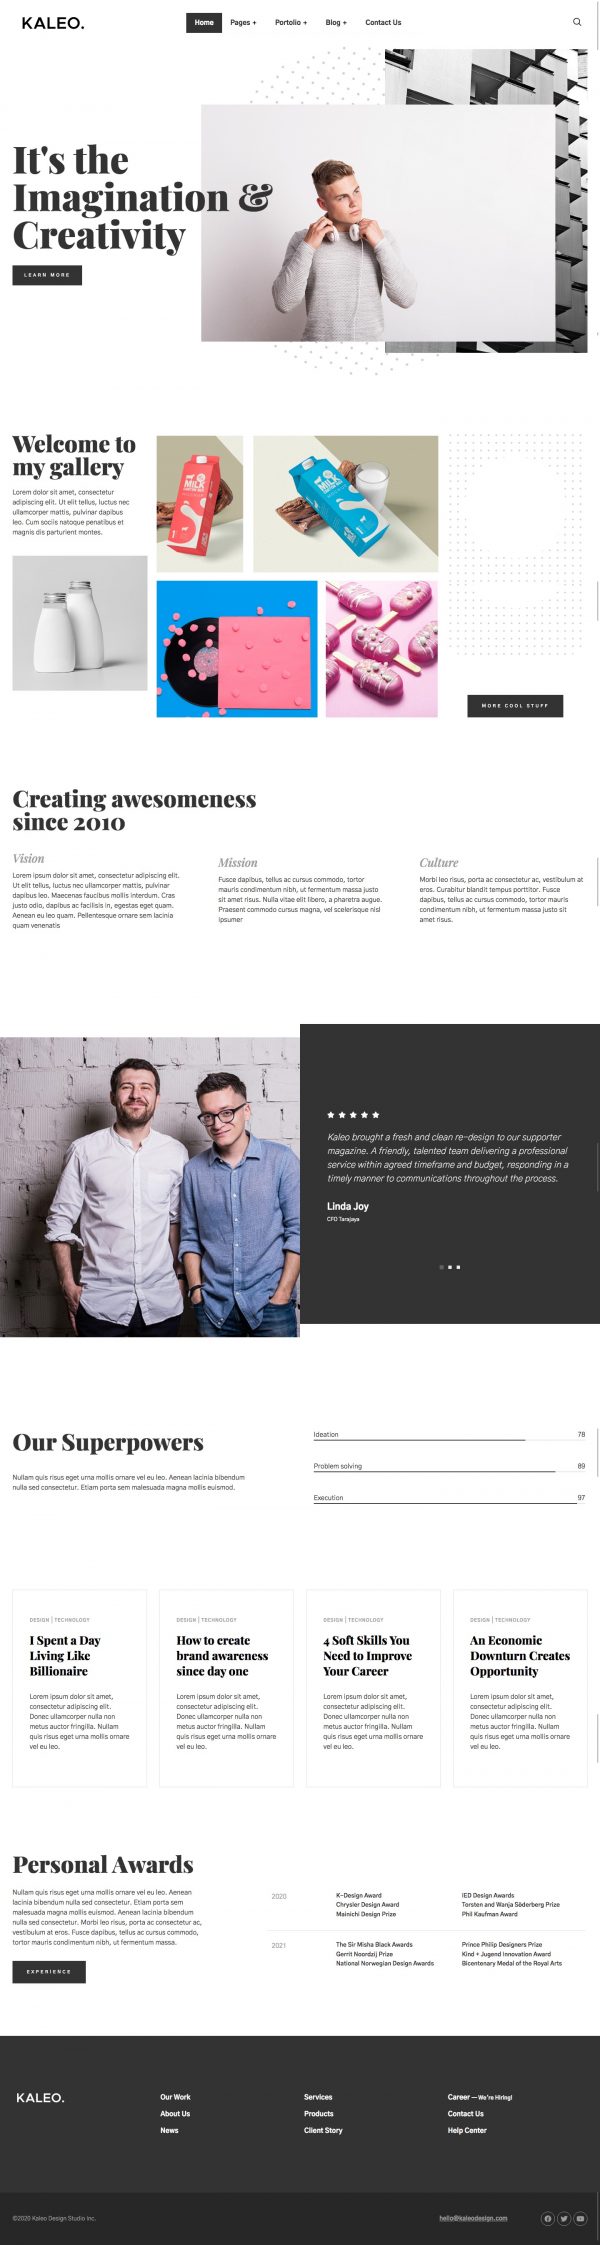 KALEO.
Home Pages + Portolio + Blog + Contact Us
It's the
Imagination &
Creativity
LEARN MORE
Welcome to
my gallery
Lorem dolor sit amet, consectetur
adipiscing elit. Ut elit tellus, luctus nec
ullamcorper mattis, pulvinar dapibus
leo. Cum sociis natoque penatibus et
magnis dis parturient montes.
MILK
MILK
MORE COOL STUFF
Creating awesomeness
since 2010
Vision
Lorem ipsum dolor sit amet, consectetur adipiscing elit.
Ut elit tellus, luctus nec ullamcorper mattis, pulvinar
dapibus leo. Maecenas faucibus mollis interdum. Cras
justo odio, dapibus ac facilisis in, egestas eget quam.
Aenean eu leo quam. Pellentesque ornare sem lacinia
quam venenatis
Mission
Fusce dapibus, tellus ac cursus commodo, tortor
mauris condimentum nibh, ut fermentum massa justo
sit amet risus. Nulla vitae elit libero, a pharetra augue.
Praesent commodo cursus magna, vel scelerisque nisl
ipsumer
Culture
Morbi leo risus, porta ac consectetur ac, vestibulum at
eros. Curabitur blandit tempus porttitor. Fusce
dapibus, tellus ac cursus commodo, tortor mauris
condimentum nibh, ut fermentum massa justo sit
amet risus.
Kaleo brought a fresh and clean re-design to our supporter
magazine. A friendly, talented team delivering a professional
service within agreed timeframe and budget, responding in a
timely manner to communications throughout the process.
Linda Joy
CFO Tarajaya
Our Superpowers
Nullam quis risus eget urna mollis ornare vel eu leo. Aenean lacinia bibendum
nulla sed consectetur. Etiam porta sem malesuada magna mollis euismod.
Ideation 78
Problem solving 89
Execution 97
DESIGN | TECHNOLOGY
I Spent a Day
Living Like
Billionaire
Lorem ipsum dolor sit amet,
consectetur adipiscing elit.
Donec ullamcorper nulla non
metus auctor fringilla. Nullam
quis risus eget urna mollis ornare
vel eu leo.
DESIGN | TECHNOLOGY
How to create
brand awareness
since day one
Lorem ipsum dolor sit amet,
consectetur adipiscing elit.
Donec ullamcorper nulla non
metus auctor fringilla. Nullam
quis risus eget urna mollis ornare
vel eu leo.
DESIGN | TECHNOLOGY
4 Soft Skills You
Need to Improve
Your Career
Lorem ipsum dolor sit amet,
consectetur adipiscing elit.
Donec ullamcorper nulla non
metus auctor fringilla. Nullam
quis risus eget urna mollis ornare
vel eu leo.
DESIGN | TECHNOLOGY
An Economic
Downturn Creates
Opportunity
Lorem ipsum dolor sit amet,
consectetur adipiscing elit.
Donec ullamcorper nulla non
metus auctor fringilla. Nullam
quis risus eget urna mollis ornare
vel eu leo.
Personal Awards
Nullam quis risus eget urna mollis ornare vel eu leo. Aenean
lacinia bibendum nulla sed consectetur. Etiam porta sem
malesuada magna mollis euismod. Aenean lacinia bibendum
nulla sed consectetur. Morbi leo risus, porta ac consectetur ac,
vestibulum at eros. Fusce dapibus, tellus ac cursus commodo,
tortor mauris condimentum nibh, ut fermentum massa.
EXPERIENCE
2020
K-Design Award
Chrysler Design Award
Mainichi Design Prize
IED Design Awards
Torsten and Wanja Söderberg Prize
Phil Kaufman Award
2021
The Sir Misha Black Awards
Gerrit Noordzij Prize
National Norwegian Design Awards
Prince Philip Designers Prize
Kind + Jugend Innovation Award
Bicentenary Medal of the Royal Arts
KALEO.
Our Work
About Us
News
Services
Products
Client Story
Career — We're Hiring!
Contact Us
Help Center
©2020 Kaleo Design Studio Inc.
hello@kaleodesign.com